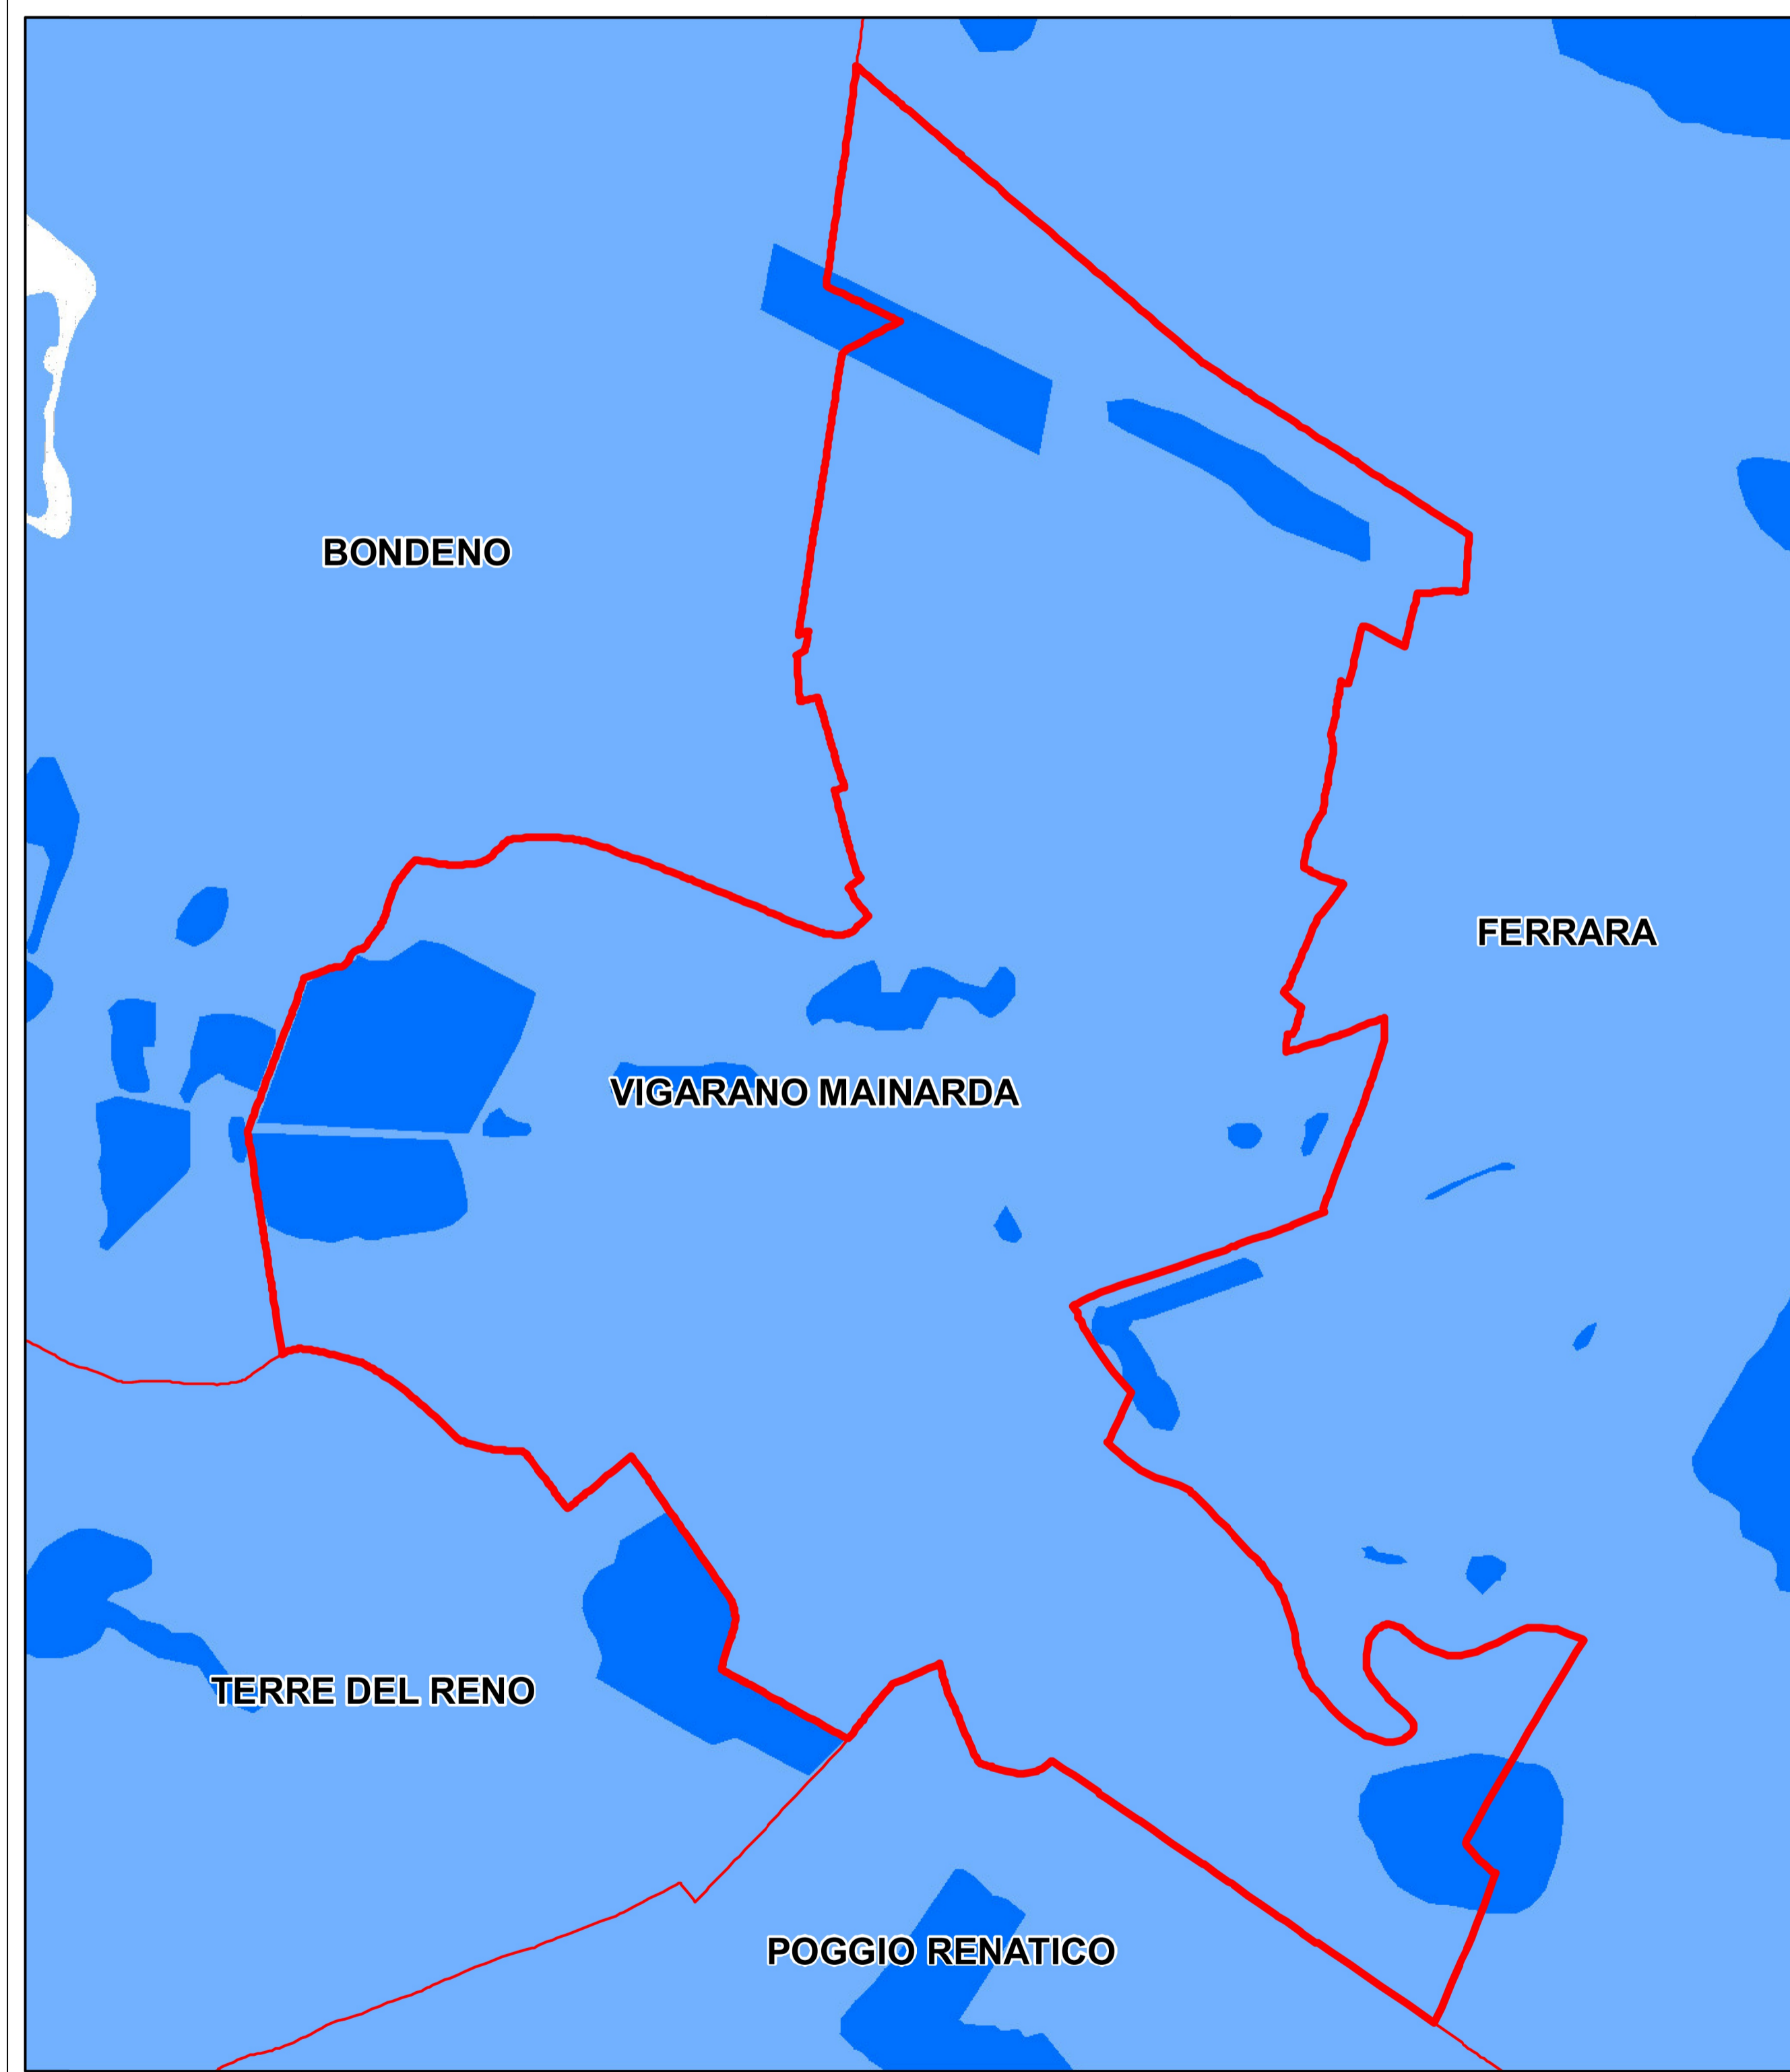 BONDENO
FERRARA
VIGARANO MAINARDA
TERRE DEL RENO
POGGIO RENATICO